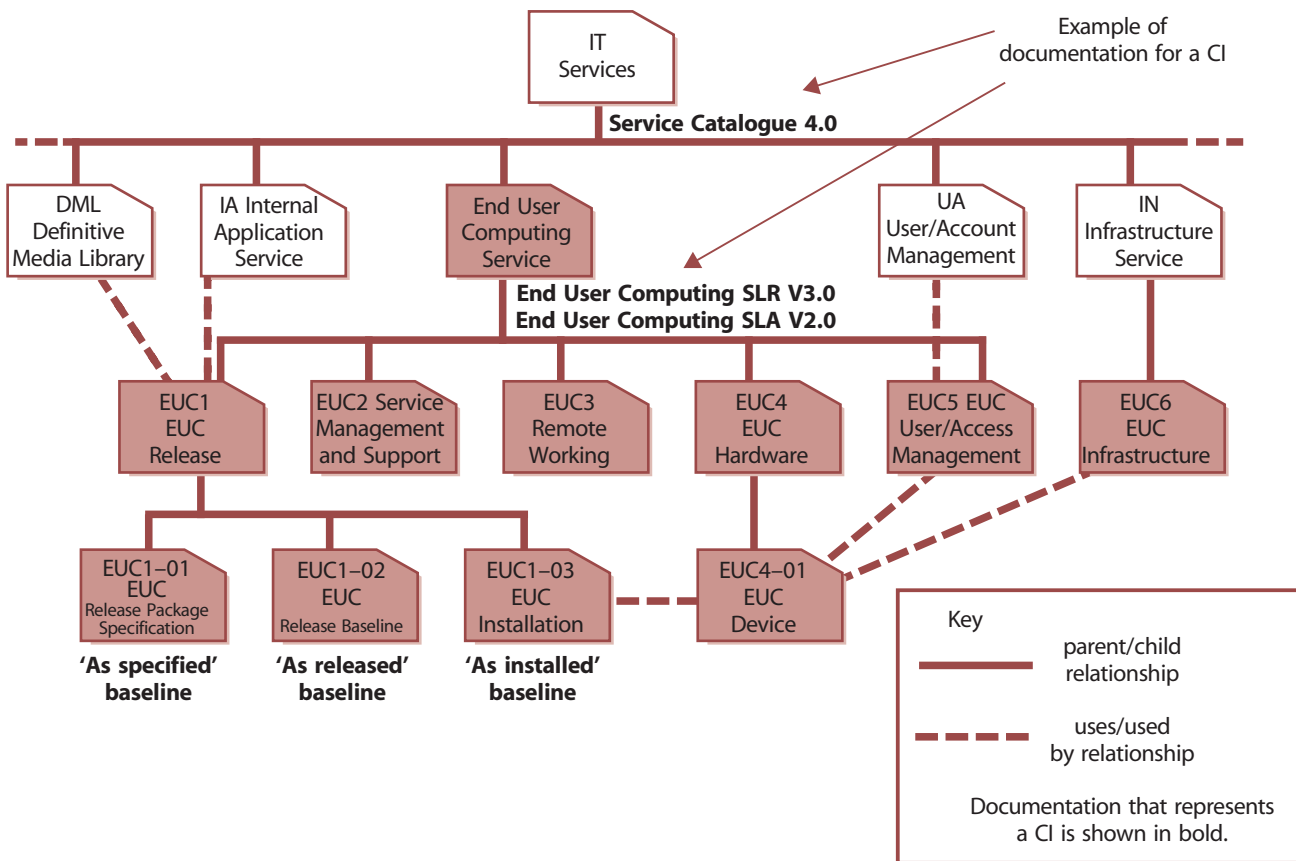 IT
Services
Example of
documentation for a CI
Service Catalogue 4.0
DML
Definitive
Media Library
IA Internal
Application
Service
End User
Computing
Service
UA
User/Account
Management
IN
Infrastructure
Service
End User Computing SLR V3.0
End User Computing SLA V2.0
EUC1
EUC
Release
EUC2 Service
Management
and Support
EUC3
Remote
Working
EUC4
EUC
Hardware
EUC5 EUC
User/Access
Management
EUC6
EUC
Infrastructure
EUC1–01
EUC
Release Package
Specification
EUC1–02
EUC
Release Baseline
EUC1–03
EUC
Installation
EUC4–01
EUC
Device
‘As specified’
baseline
‘As released’
baseline
‘As installed’
baseline
Key
parent/child
relationship
uses/used
by relationship
Documentation that represents
a CI is shown in bold.